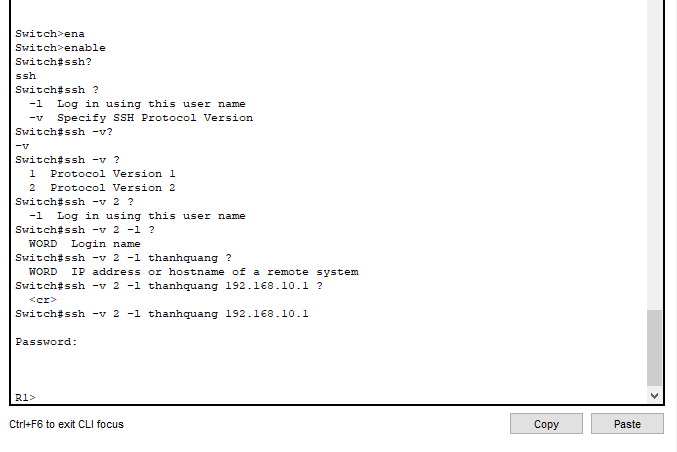 Switch>ena
Switch>enable
Switch#ssh?
ssh
Switch#ssh ?
  -l  Log in using this user name
  -v  Specify SSH Protocol Version
Switch#ssh -v?
-v
Switch#ssh -v ?
  1  Protocol Version 1
  2  Protocol Version 2
Switch#ssh -v 2 ?
  -l  Log in using this user name
Switch#ssh -v 2 -l ?
  WORD  Login name
Switch#ssh -v 2 -l thanhquang ?
  WORD  IP address or hostname of a remote system
Switch#ssh -v 2 -l thanhquang 192.168.10.1 ?
  <cr>
Switch#ssh -v 2 -l thanhquang 192.168.10.1
Password:
R1>
Ctrl+F6 to exit CLI focus
Copy
Paste